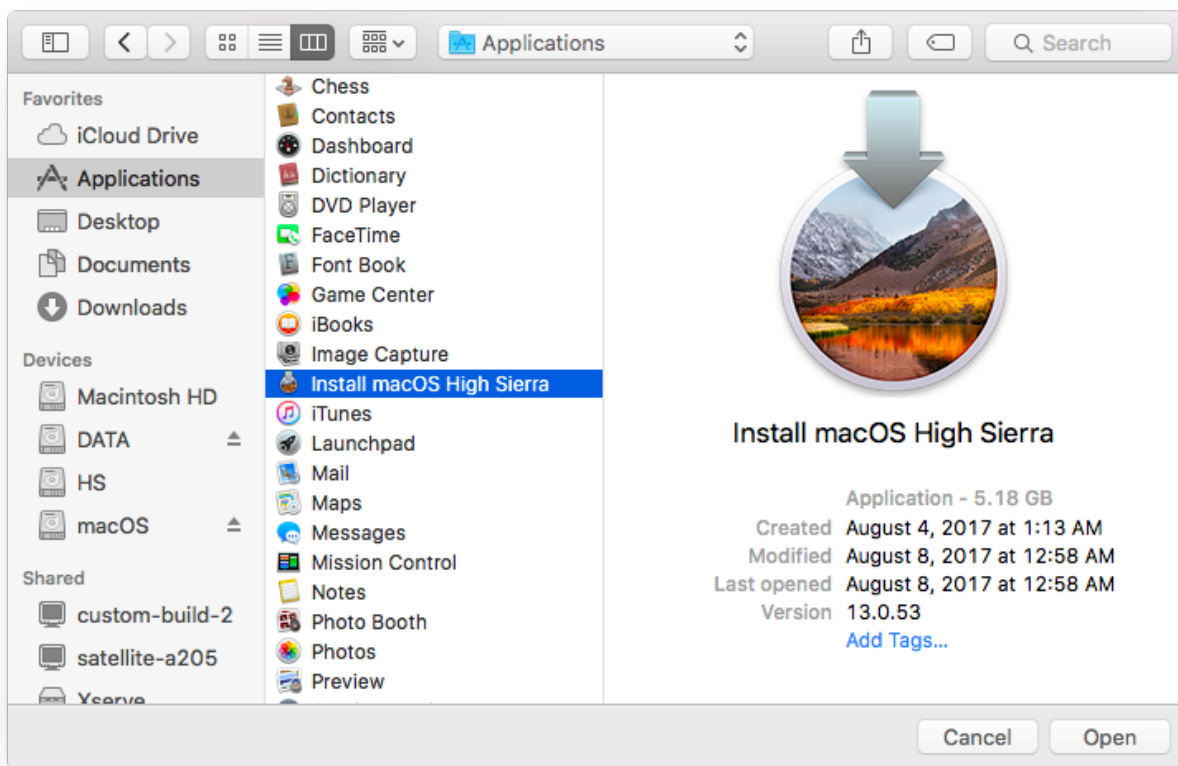 Applications
Search
Favorites
iCloud Drive
Applications
Desktop
Documents
Downloads
Devices
Macintosh HD
DATA
HS
macOS
Shared
custom-build-2
satellite-a205
Xserve
Chess
Contacts
Dashboard
Dictionary
DVD Player
FaceTime
Font Book
Game Center
iBooks
Image Capture
Install macOS High Sierra
iTunes
Launchpad
Mail
Maps
Messages
Mission Control
Notes
Photo Booth
Photos
Preview
Install macOS High Sierra
Application - 5.18 GB
Created August 4, 2017 at 1:13 AM
Modified August 8, 2017 at 12:58 AM
Last opened August 8, 2017 at 12:58 AM
Version 13.0.53
Add Tags...
Cancel
Open